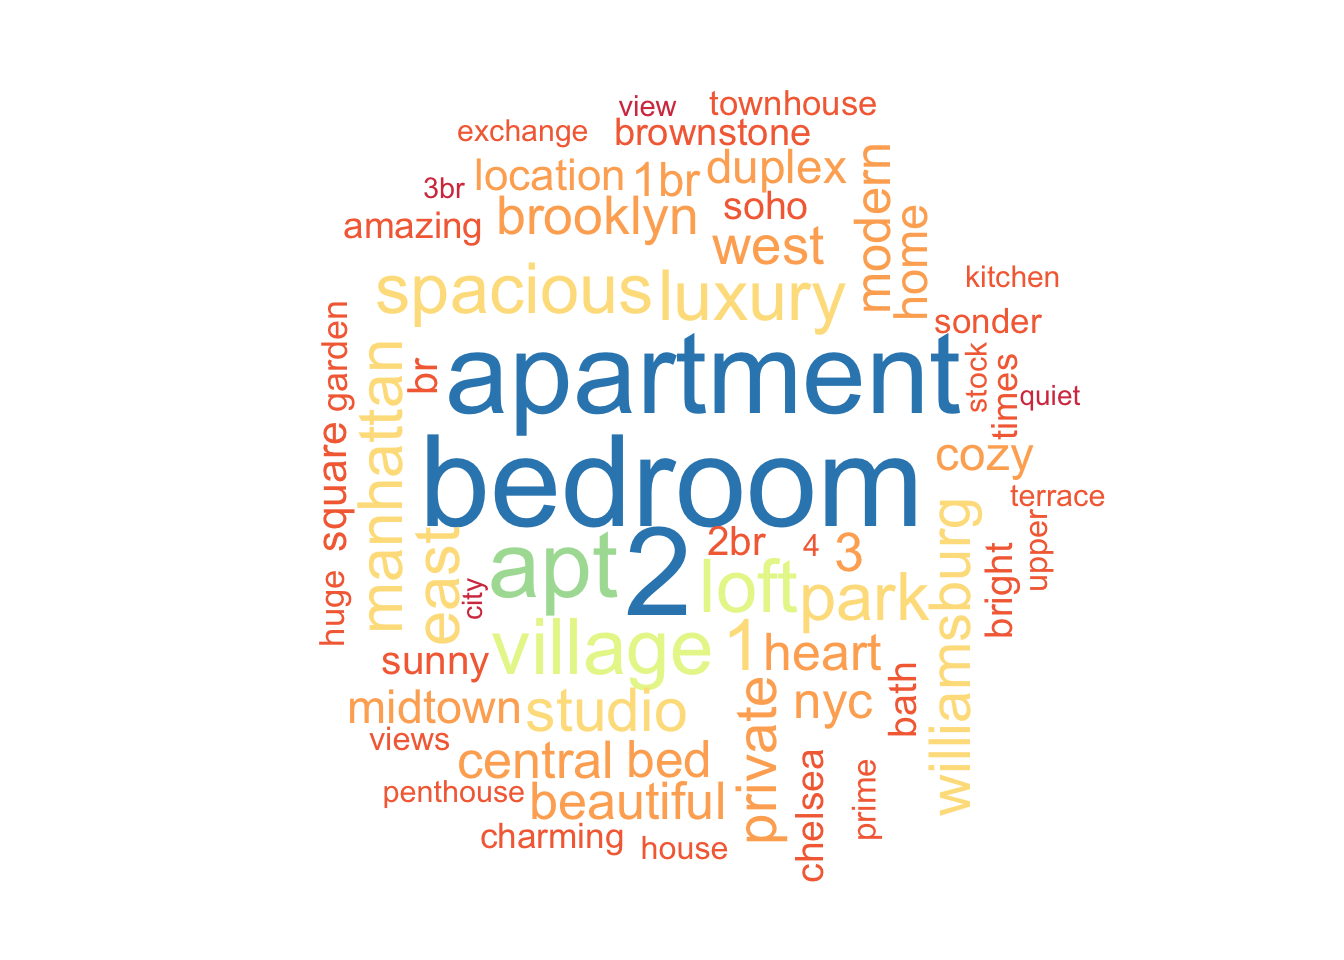 view
townhouse
exchange
brownstone
3br
location
1br
duplex
amazing
brooklyn
soho
west
modern
home
spacious
luxury
kitchen
sonder
garden
manhattan
br
apartment
stock
times
quiet
square
bedroom
cozy
terrace
upper
huge
east
city
apt
2
2br
4
3
loft
park
williamsburg
bright
sunny
village
1
heart
midtown
studio
private
nyc
bath
views
central
bed
penthouse
beautiful
chelsea
prime
charming
house